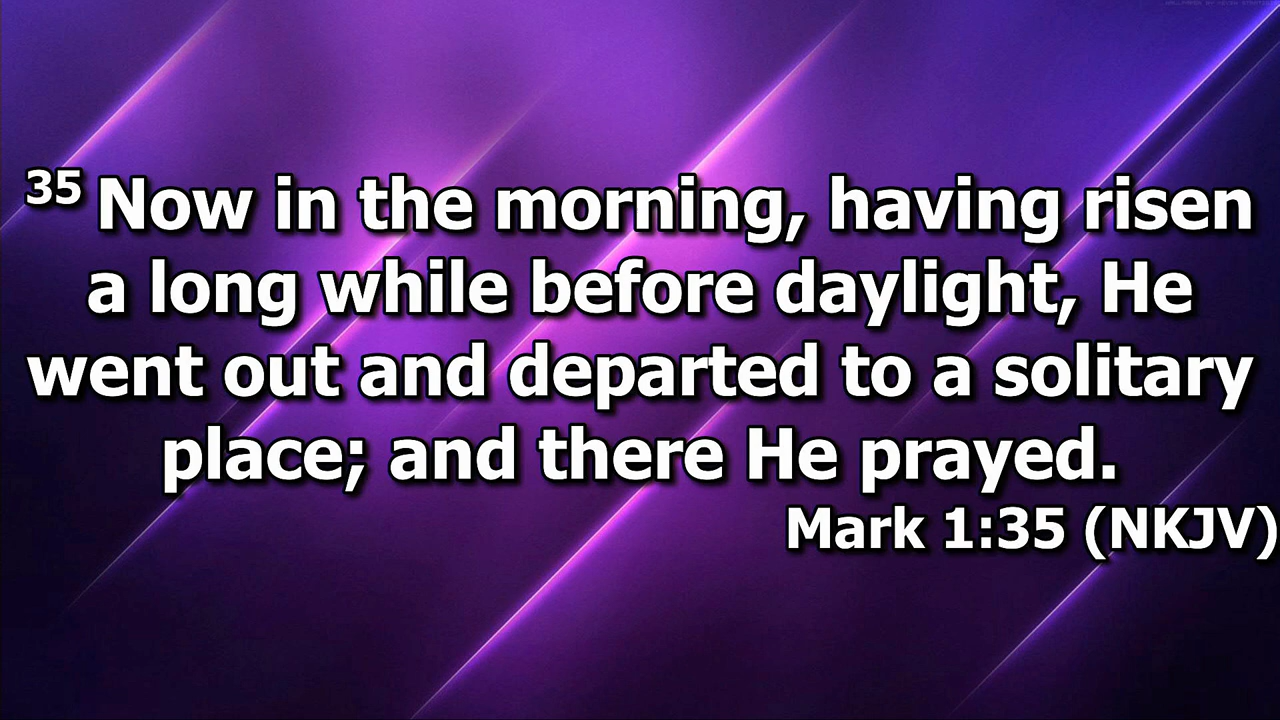 35 Now in the morning, having risen
a long while before daylight, He
went out and departed to a solitary
place; and there He prayed.
Mark 1:35 (NKJV)